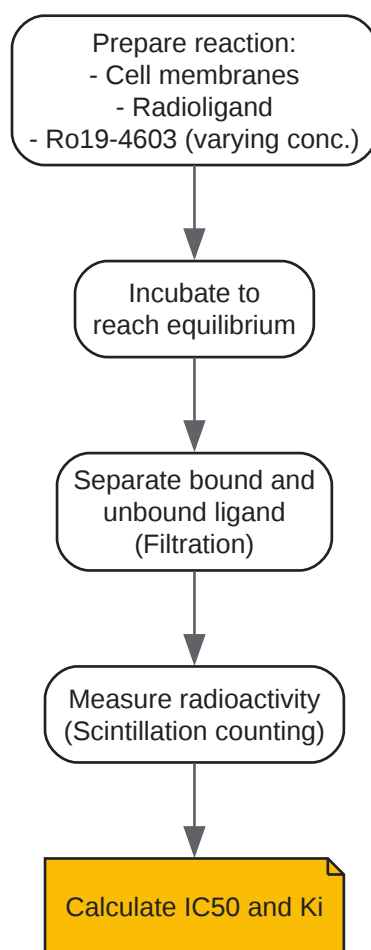 Prepare reaction:
- Cell membranes
- Radioligand
- Ro19-4603 (varying conc.)
Incubate to
reach equilibrium
Separate bound and
unbound ligand
(Filtration)
Measure radioactivity
(Scintillation counting)
Calculate IC50 and Ki